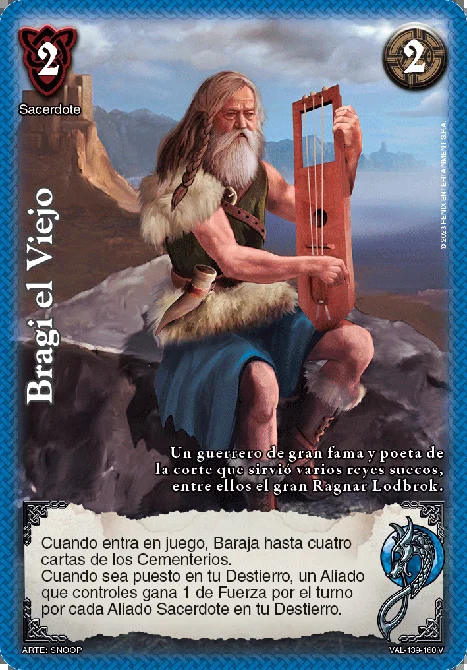 2
2
Sacerdote
Bragi el Viejo
© 2023 FENIX ENTERTAINMENT S.P.A.
Un guerrero de gran fama y poeta de
la corte que sirvió varios reyes suecos,
entre ellos el gran Ragnar Lodbrok.
Cuando entra en juego, Baraja hasta cuatro
cartas de los Cementerios.
Cuando sea puesto en tu Destierro, un Aliado
que controles gana 1 de Fuerza por el turno
por cada Aliado Sacerdote en tu Destierro.
ARTE: SNOOP
VAL-139-160 V